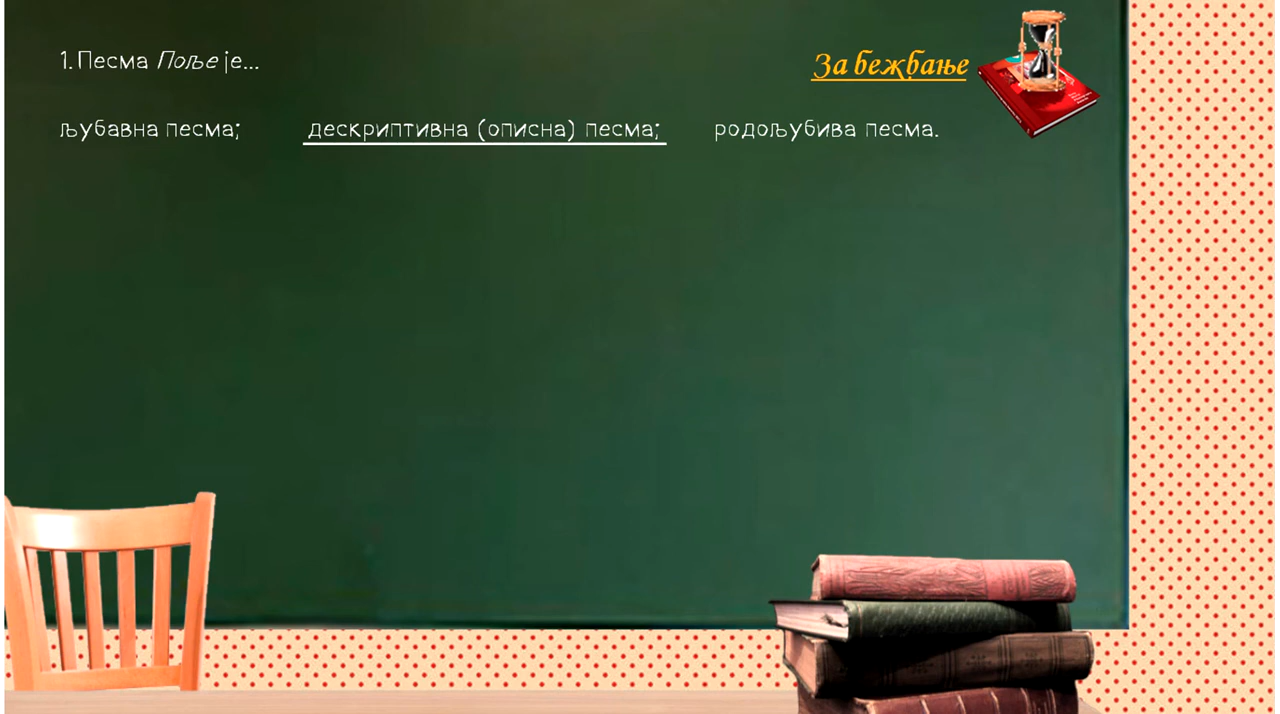 1. Песма Поље је...
За вежбање
љубавна песма; дескриптивна (описна) песма; родољубива песма.